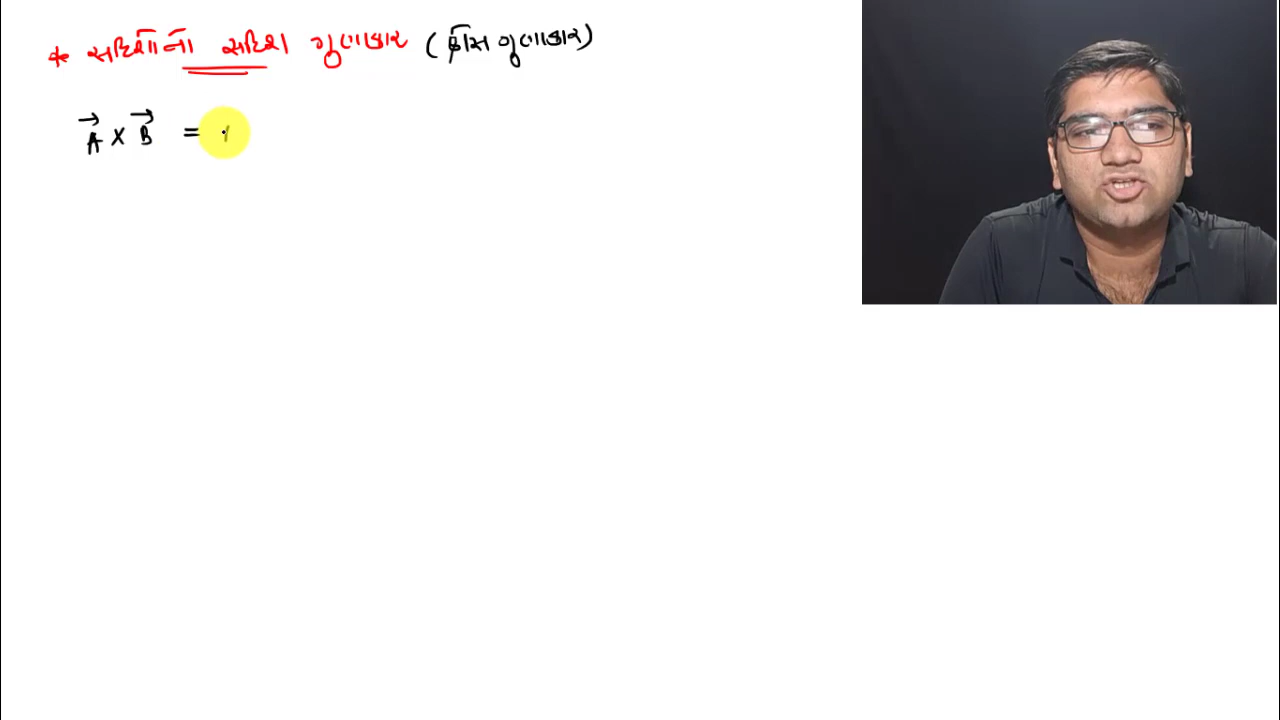 * સદિશોનો સદિશ ગુણાકાર (ક્રોસ ગુણાકાર)
A⃗ × B⃗ =